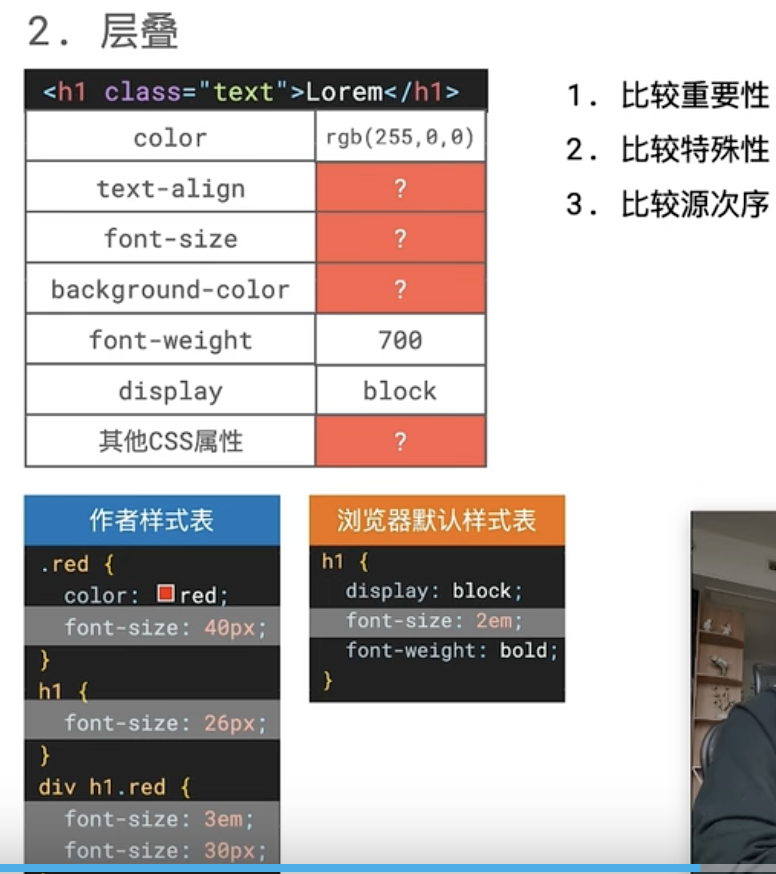 2. 层叠
<h1 class="text">Lorem</h1>
color rgb(255,0,0)
text-align ?
font-size ?
background-color ?
font-weight 700
display block
其他CSS属性 ?
1. 比较重要性
2. 比较特殊性
3. 比较源次序
作者样式表
.red {
color: red;
font-size: 40px;
}
h1 {
font-size: 26px;
}
div h1.red {
font-size: 3em;
font-size: 30px;
浏览器默认样式表
h1 {
display: block;
font-size: 2em;
font-weight: bold;
}